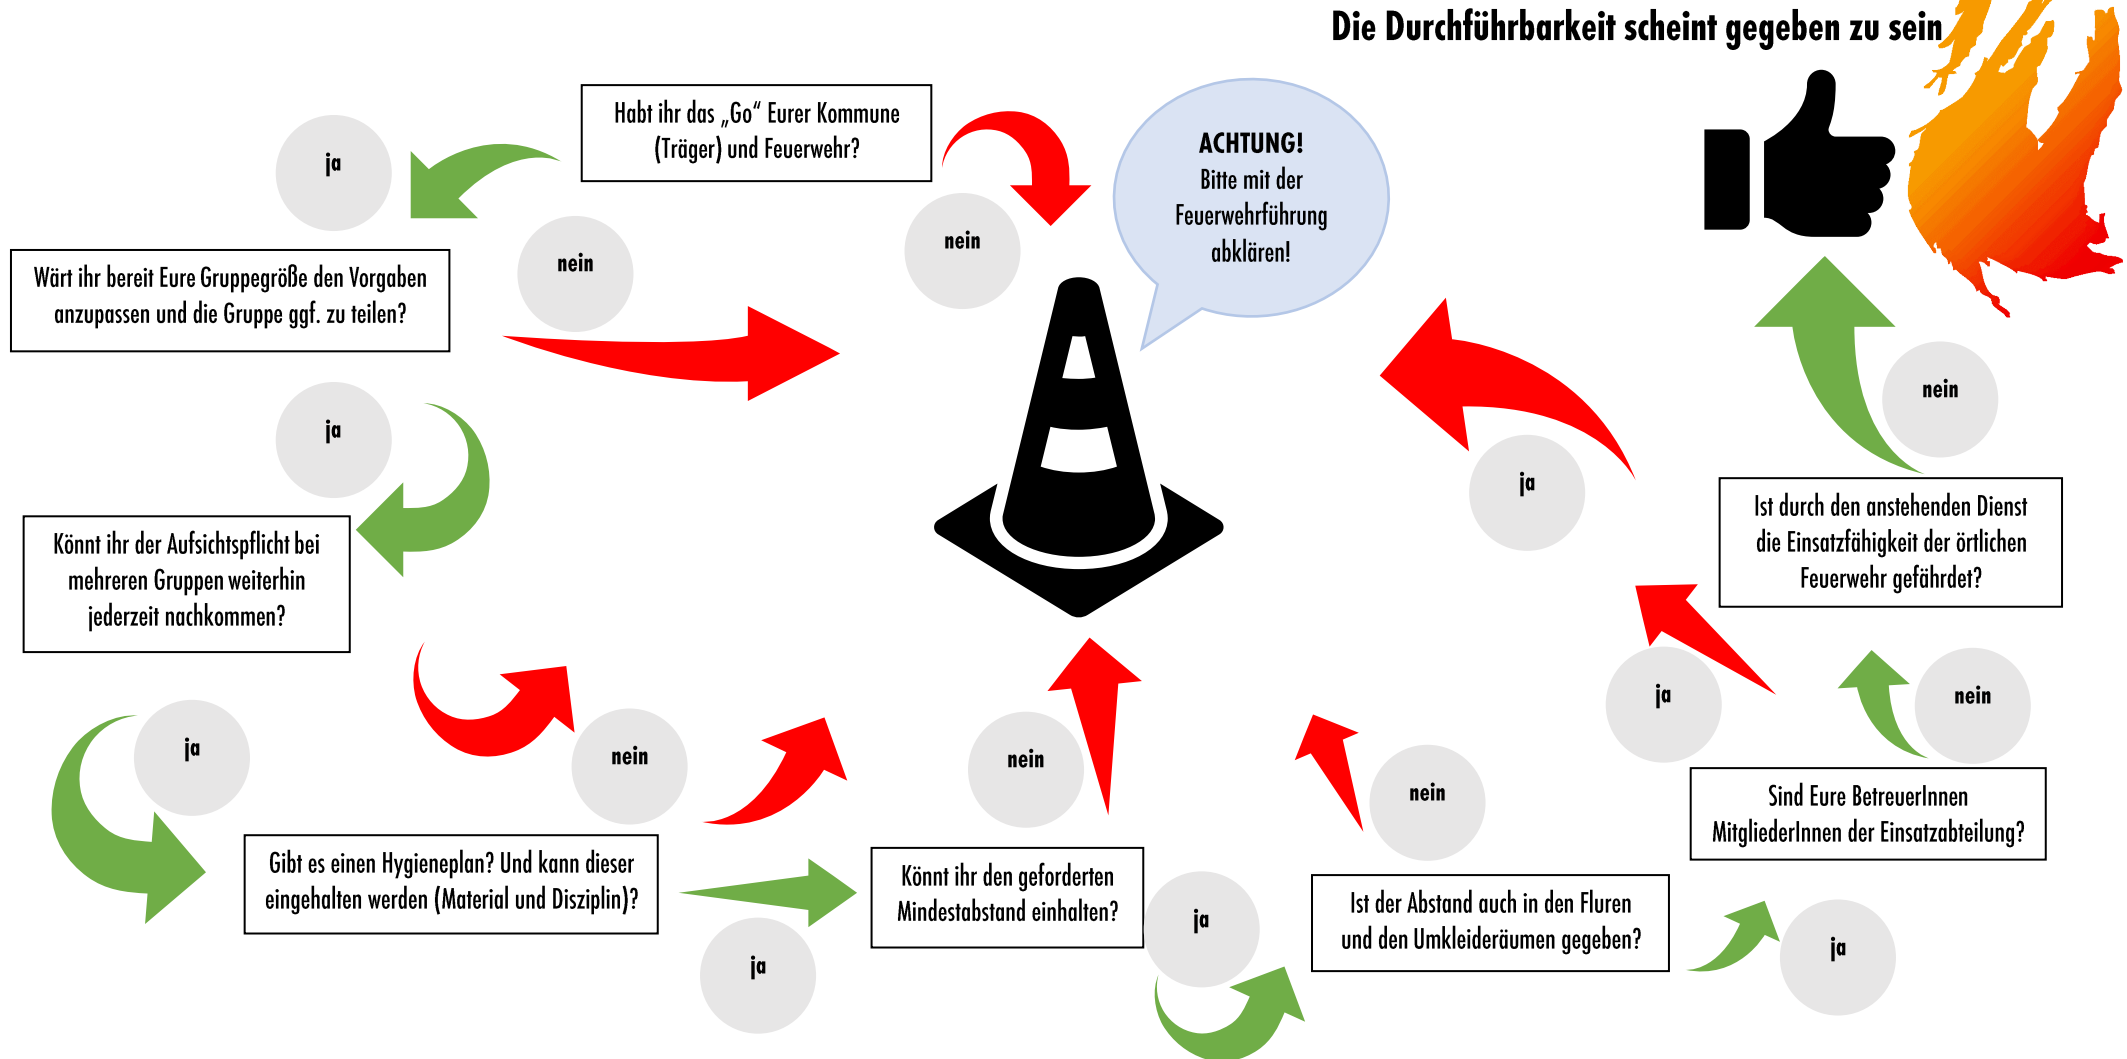 Die Durchführbarkeit scheint gegeben zu sein
Habt ihr das „Go“ Eurer Kommune
(Träger) und Feuerwehr?
ja
nein
nein
ACHTUNG!
Bitte mit der
Feuerwehrführung
abklären!
Wärt ihr bereit Eure Gruppegröße den Vorgaben
anzupassen und die Gruppe ggf. zu teilen?
ja
Könnt ihr der Aufsichtspflicht bei
mehreren Gruppen weiterhin
jederzeit nachkommen?
ja
nein
Gibt es einen Hygieneplan? Und kann dieser
eingehalten werden (Material und Disziplin)?
ja
nein
Könnt ihr den geforderten
Mindestabstand einhalten?
ja
nein
Ist der Abstand auch in den Fluren
und den Umkleideräumen gegeben?
ja
Sind Eure BetreuerInnen
MitgliederInnen der Einsatzabteilung?
ja
nein
Ist durch den anstehenden Dienst
die Einsatzfähigkeit der örtlichen
Feuerwehr gefährdet?
ja
nein